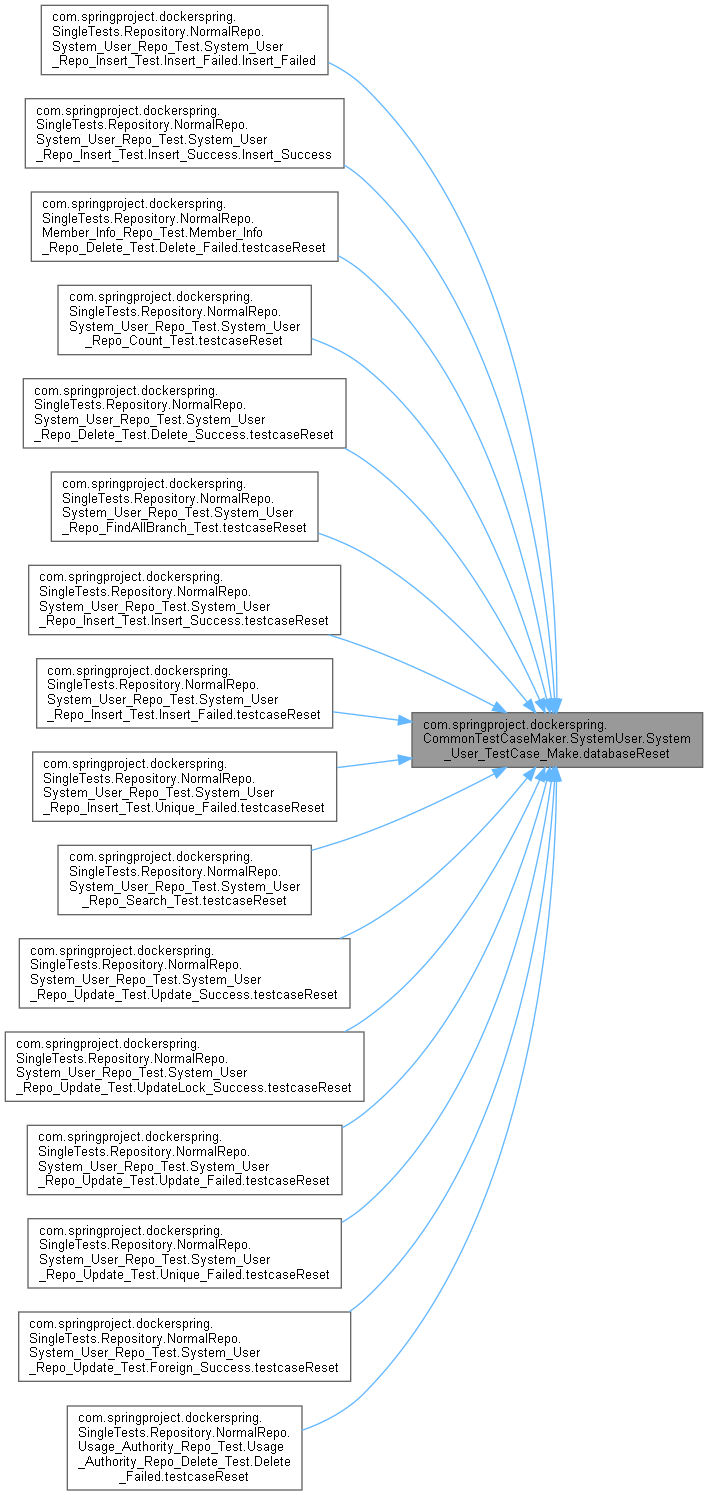 com.springproject.dockerspring.
SingleTests.Repository.NormalRepo.
System_User_Repo_Test.System_User
_Repo_Insert_Test.Insert_Failed.Insert_Failed
com.springproject.dockerspring.
SingleTests.Repository.NormalRepo.
System_User_Repo_Test.System_User
_Repo_Insert_Test.Insert_Success.Insert_Success
com.springproject.dockerspring.
SingleTests.Repository.NormalRepo.
Member_Info_Repo_Test.Member_Info
_Repo_Delete_Test.Delete_Failed.testcaseReset
com.springproject.dockerspring.
SingleTests.Repository.NormalRepo.
System_User_Repo_Test.System_User
_Repo_Count_Test.testcaseReset
com.springproject.dockerspring.
SingleTests.Repository.NormalRepo.
System_User_Repo_Test.System_User
_Repo_Delete_Test.Delete_Success.testcaseReset
com.springproject.dockerspring.
SingleTests.Repository.NormalRepo.
System_User_Repo_Test.System_User
_Repo_FindAllBranch_Test.testcaseReset
com.springproject.dockerspring.
SingleTests.Repository.NormalRepo.
System_User_Repo_Test.System_User
_Repo_Insert_Test.Insert_Success.testcaseReset
com.springproject.dockerspring.
SingleTests.Repository.NormalRepo.
System_User_Repo_Test.System_User
_Repo_Insert_Test.Insert_Failed.testcaseReset
com.springproject.dockerspring.
CommonTestCaseMaker.SystemUser.System
_User_TestCase_Make.databaseReset
com.springproject.dockerspring.
SingleTests.Repository.NormalRepo.
System_User_Repo_Test.System_User
_Repo_Insert_Test.Unique_Failed.testcaseReset
com.springproject.dockerspring.
SingleTests.Repository.NormalRepo.
System_User_Repo_Test.System_User
_Repo_Search_Test.testcaseReset
com.springproject.dockerspring.
SingleTests.Repository.NormalRepo.
System_User_Repo_Test.System_User
_Repo_Update_Test.Update_Success.testcaseReset
com.springproject.dockerspring.
SingleTests.Repository.NormalRepo.
System_User_Repo_Test.System_User
_Repo_Update_Test.UpdateLock_Success.testcaseReset
com.springproject.dockerspring.
SingleTests.Repository.NormalRepo.
System_User_Repo_Test.System_User
_Repo_Update_Test.Update_Failed.testcaseReset
com.springproject.dockerspring.
SingleTests.Repository.NormalRepo.
System_User_Repo_Test.System_User
_Repo_Update_Test.Unique_Failed.testcaseReset
com.springproject.dockerspring.
SingleTests.Repository.NormalRepo.
System_User_Repo_Test.System_User
_Repo_Update_Test.Foreign_Success.testcaseReset
com.springproject.dockerspring.
SingleTests.Repository.NormalRepo.
Usage_Authority_Repo_Test.Usage
_Authority_Repo_Delete_Test.Delete
_Failed.testcaseReset